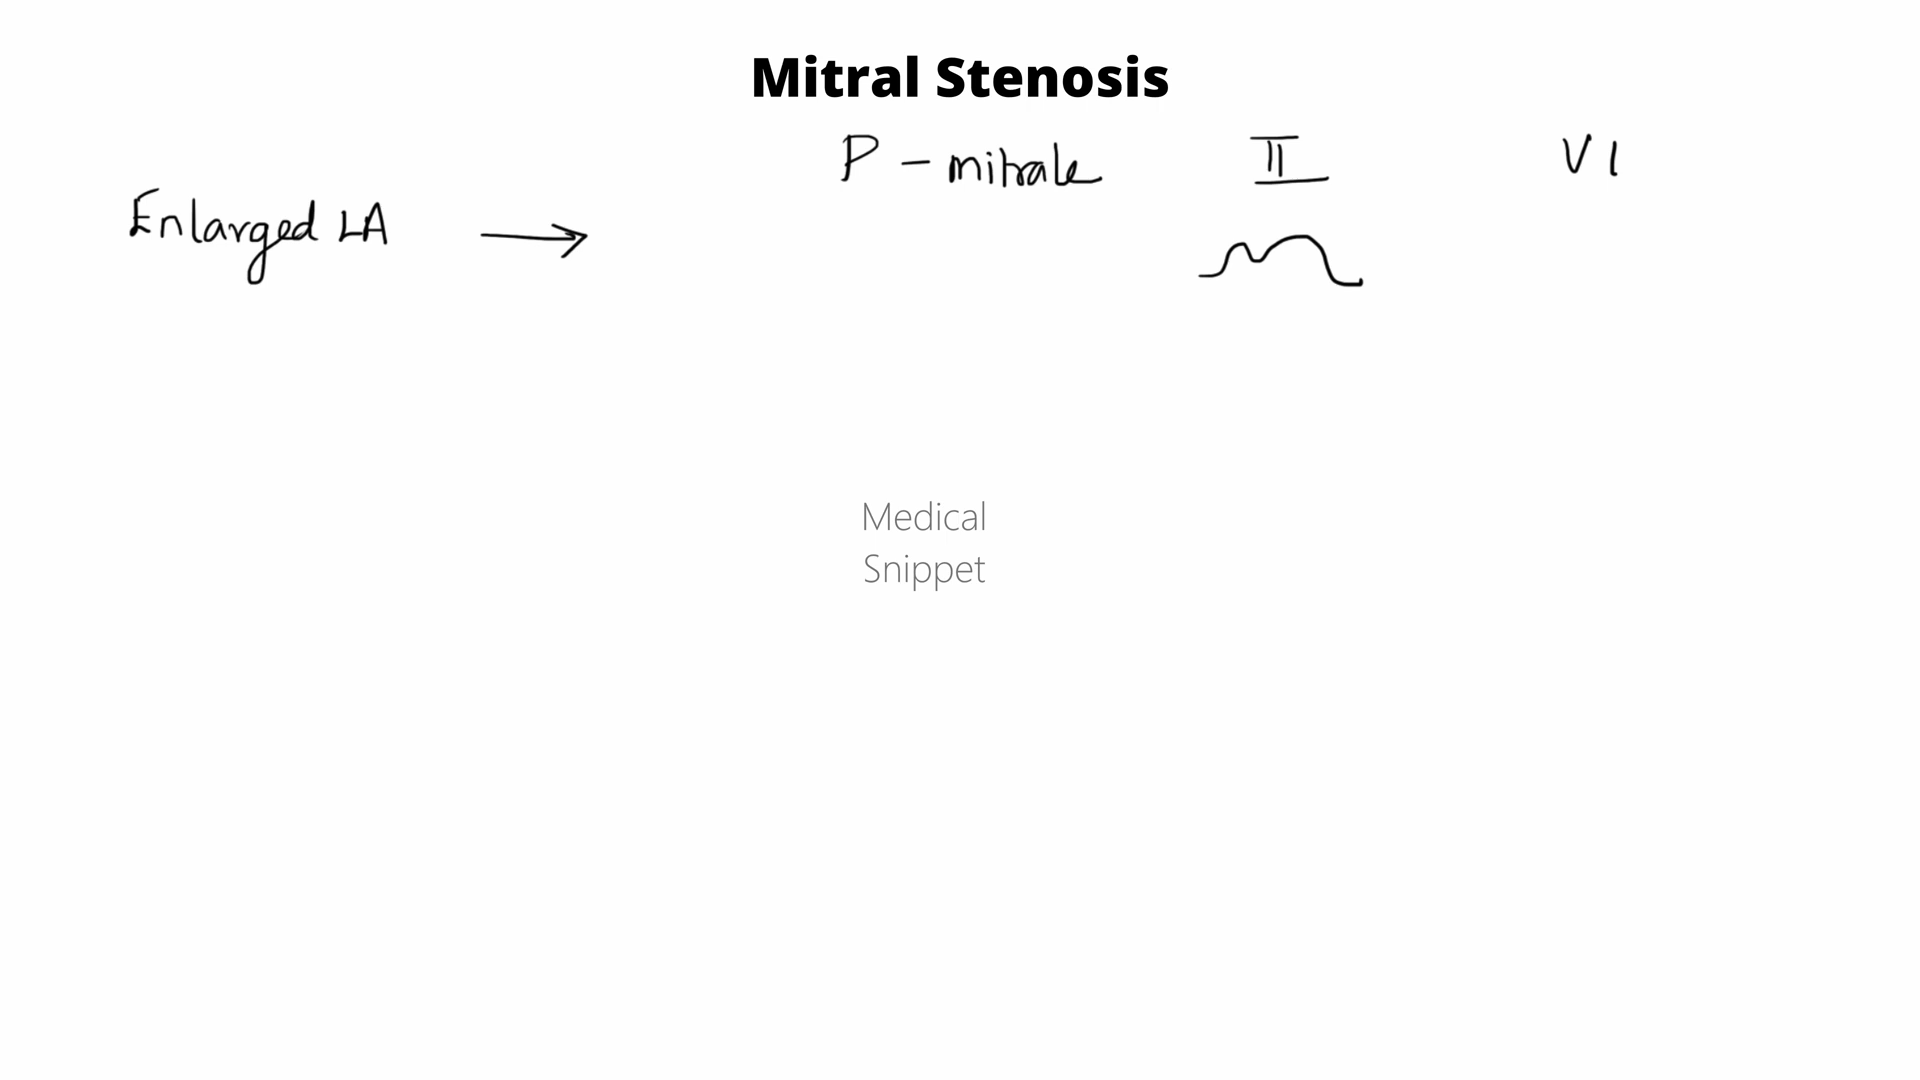 Mitral Stenosis
P - mitrale II V1
Enlarged LA
Medical
Snippet